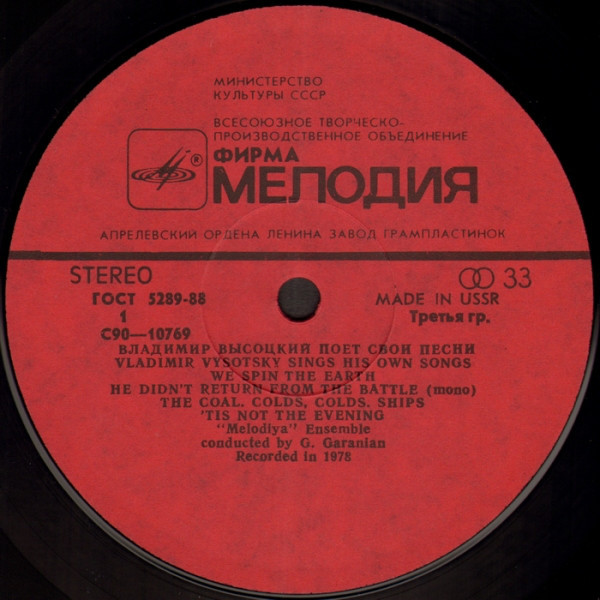 МИНИСТЕРСТВО
КУЛЬТУРЫ СССР
ВСЕСОЮЗНОЕ ТВОРЧЕСКО-
ПРОИЗВОДСТВЕННОЕ ОБЪЕДИНЕНИЕ
®
ФИРМА
МЕЛОДИЯ
АПРЕЛЕВСКИЙ ОРДЕНА ЛЕНИНА ЗАВОД ГРАМПЛАСТИНОК
STEREO 33
ГОСТ 5289-88 MADE IN USSR
1 Третья гр.
С90—10769
ВЛАДИМИР ВЫСОЦКИЙ ПОЕТ СВОИ ПЕСНИ
VLADIMIR VYSOTSKY SINGS HIS OWN SONGS
WE SPIN THE EARTH
HE DIDN'T RETURN FROM THE BATTLE (mono)
THE COAL. COLDS, COLDS. SHIPS
'TIS NOT THE EVENING
"Melodiya" Ensemble
conducted by G. Garanian
Recorded in 1978